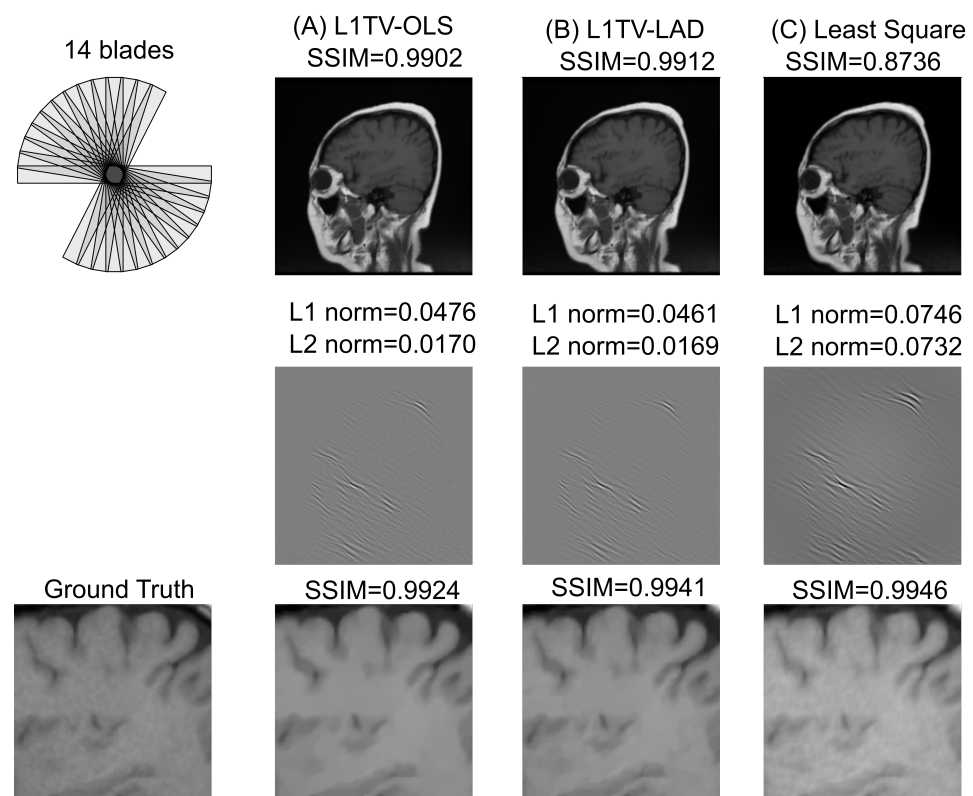 14 blades
(A) L1TV-OLS
SSIM=0.9902
(B) L1TV-LAD
SSIM=0.9912
(C) Least Square
SSIM=0.8736
L1 norm=0.0476
L2 norm=0.0170
L1 norm=0.0461
L2 norm=0.0169
L1 norm=0.0746
L2 norm=0.0732
Ground Truth
SSIM=0.9924
SSIM=0.9941
SSIM=0.9946